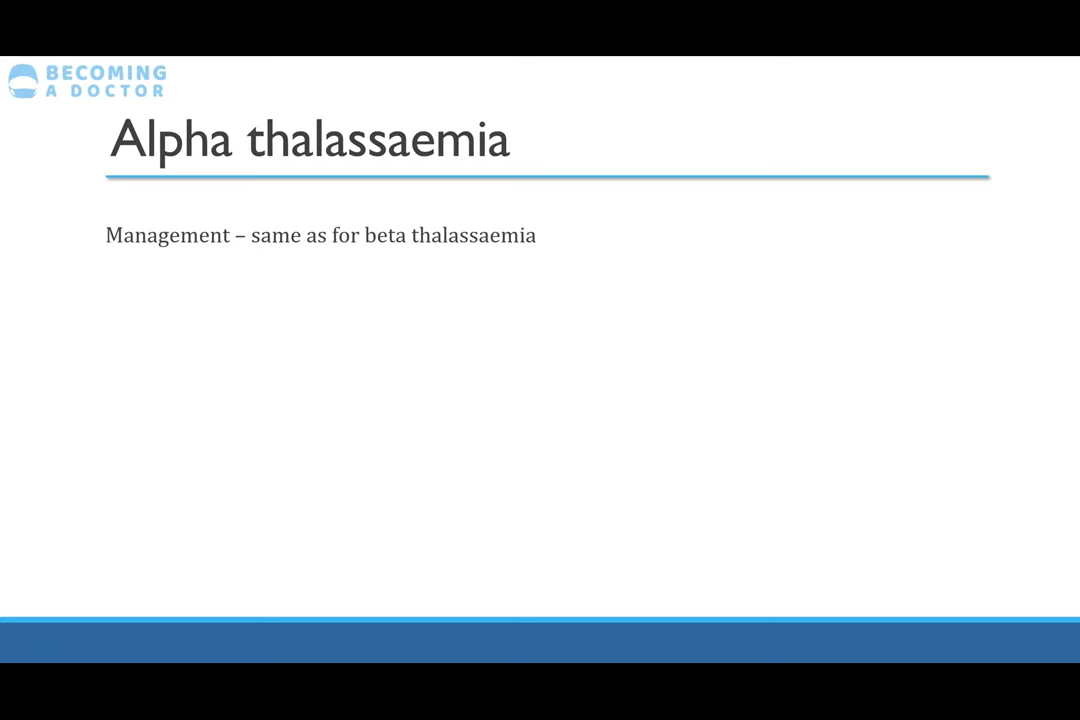 BECOMING
A DOCTOR
Alpha thalassaemia
Management – same as for beta thalassaemia